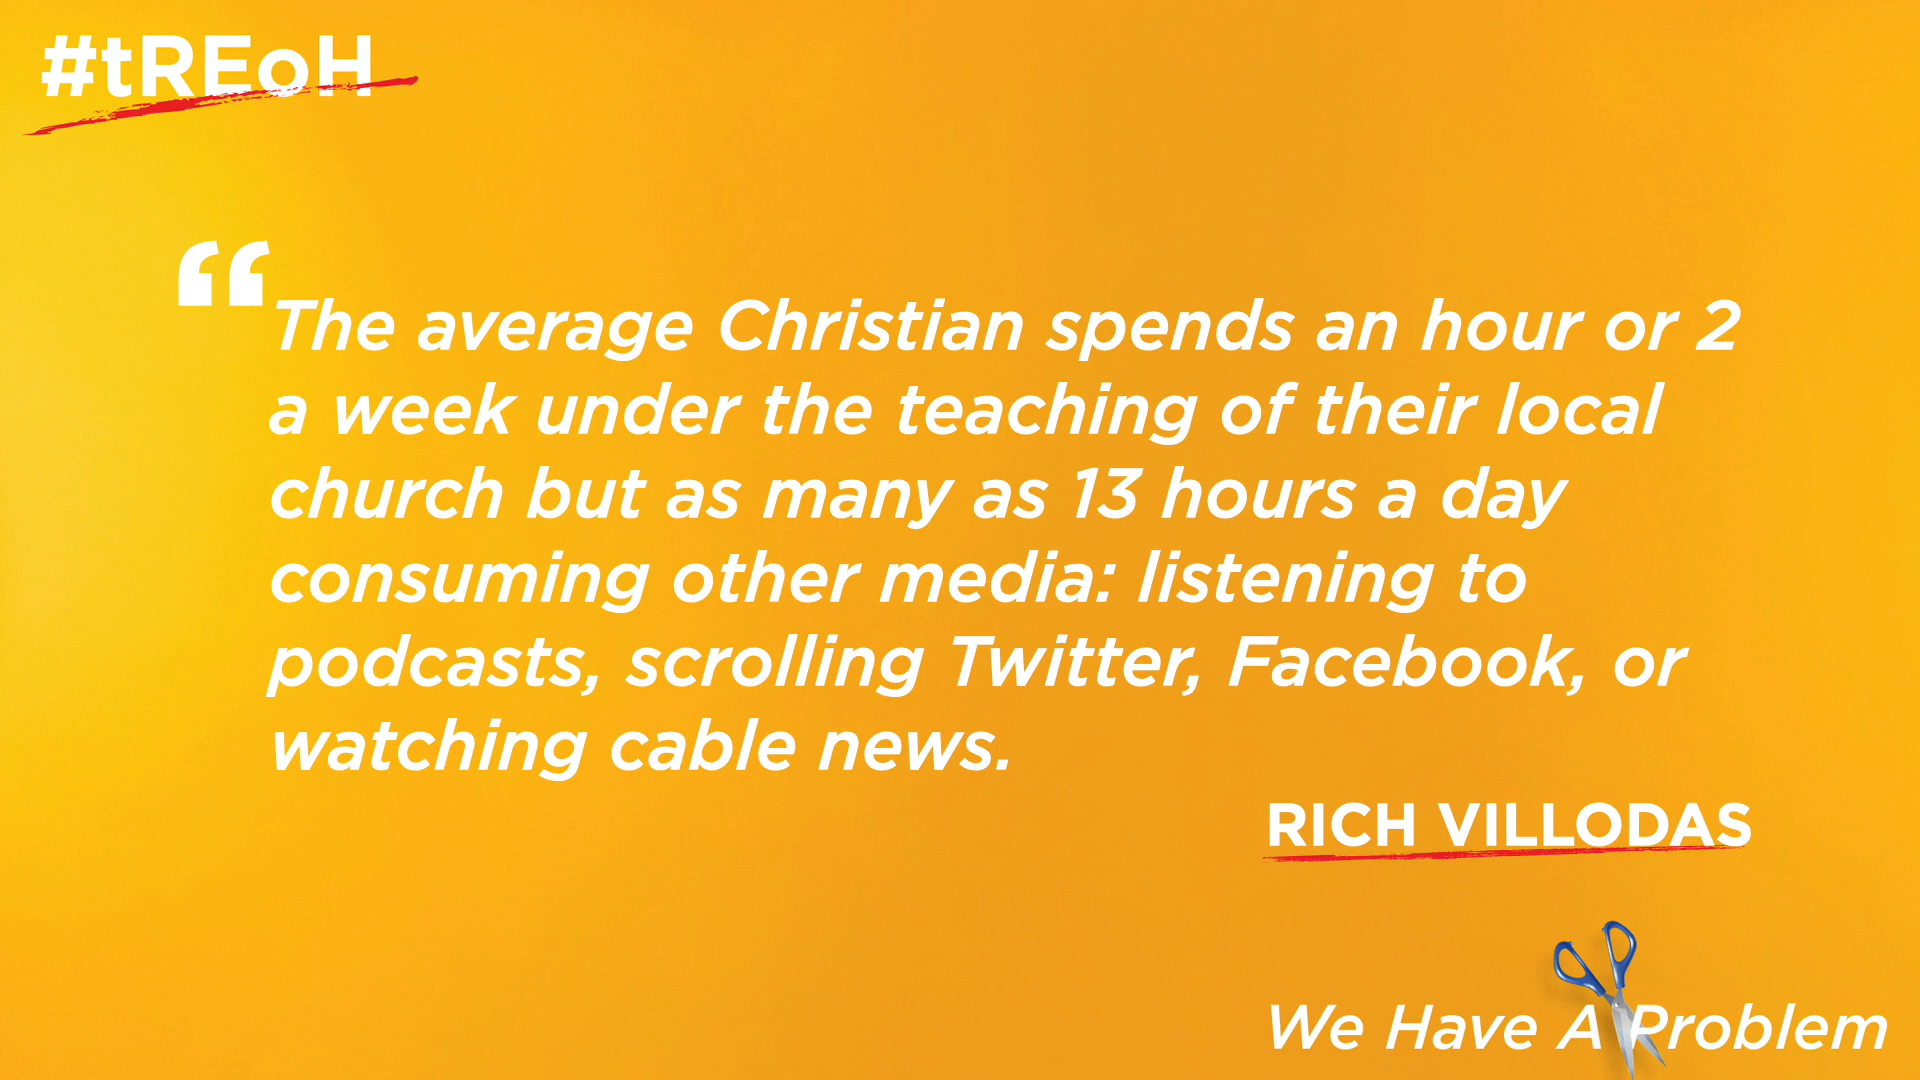 #tREoH
“The average Christian spends an hour or 2
a week under the teaching of their local
church but as many as 13 hours a day
consuming other media: listening to
podcasts, scrolling Twitter, Facebook, or
watching cable news.
RICH VILLODAS
We Have A Problem